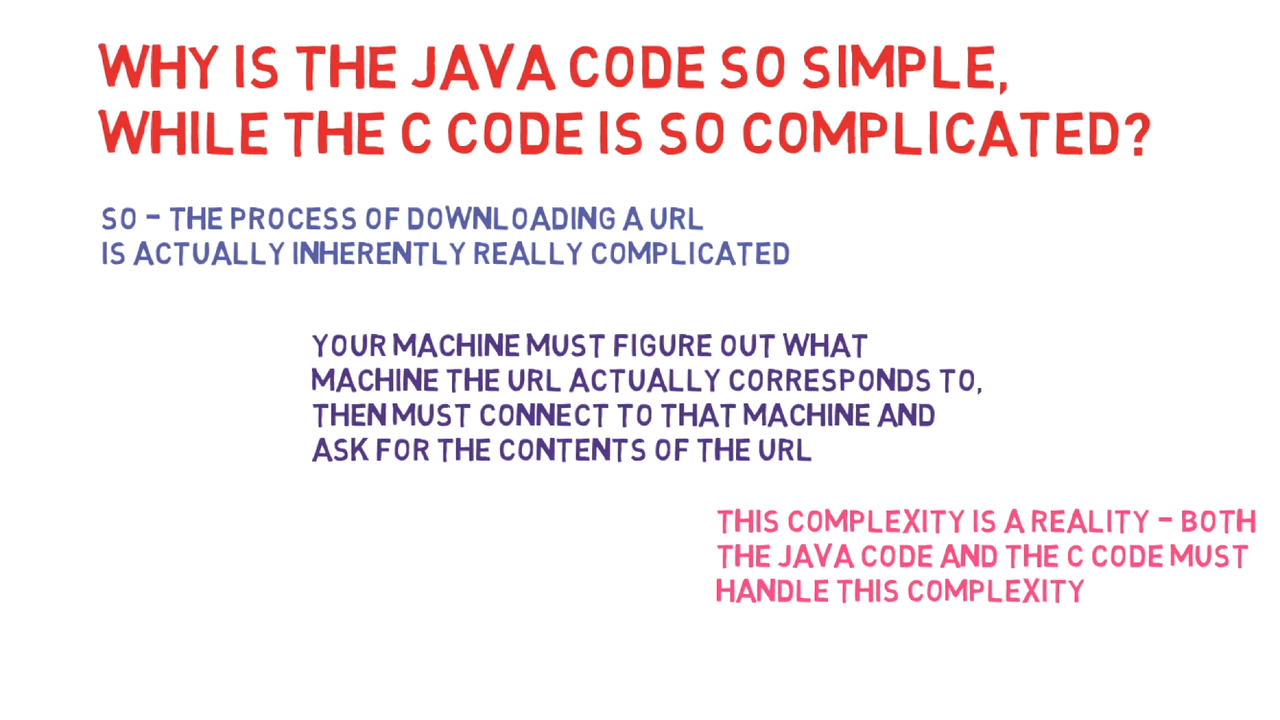 WHY IS THE JAVA CODE SO SIMPLE,
WHILE THE C CODE IS SO COMPLICATED?
SO - THE PROCESS OF DOWNLOADING A URL
IS ACTUALLY INHERENTLY REALLY COMPLICATED
YOUR MACHINE MUST FIGURE OUT WHAT
MACHINE THE URL ACTUALLY CORRESPONDS TO,
THEN MUST CONNECT TO THAT MACHINE AND
ASK FOR THE CONTENTS OF THE URL
THIS COMPLEXITY IS A REALITY - BOTH
THE JAVA CODE AND THE C CODE MUST
HANDLE THIS COMPLEXITY